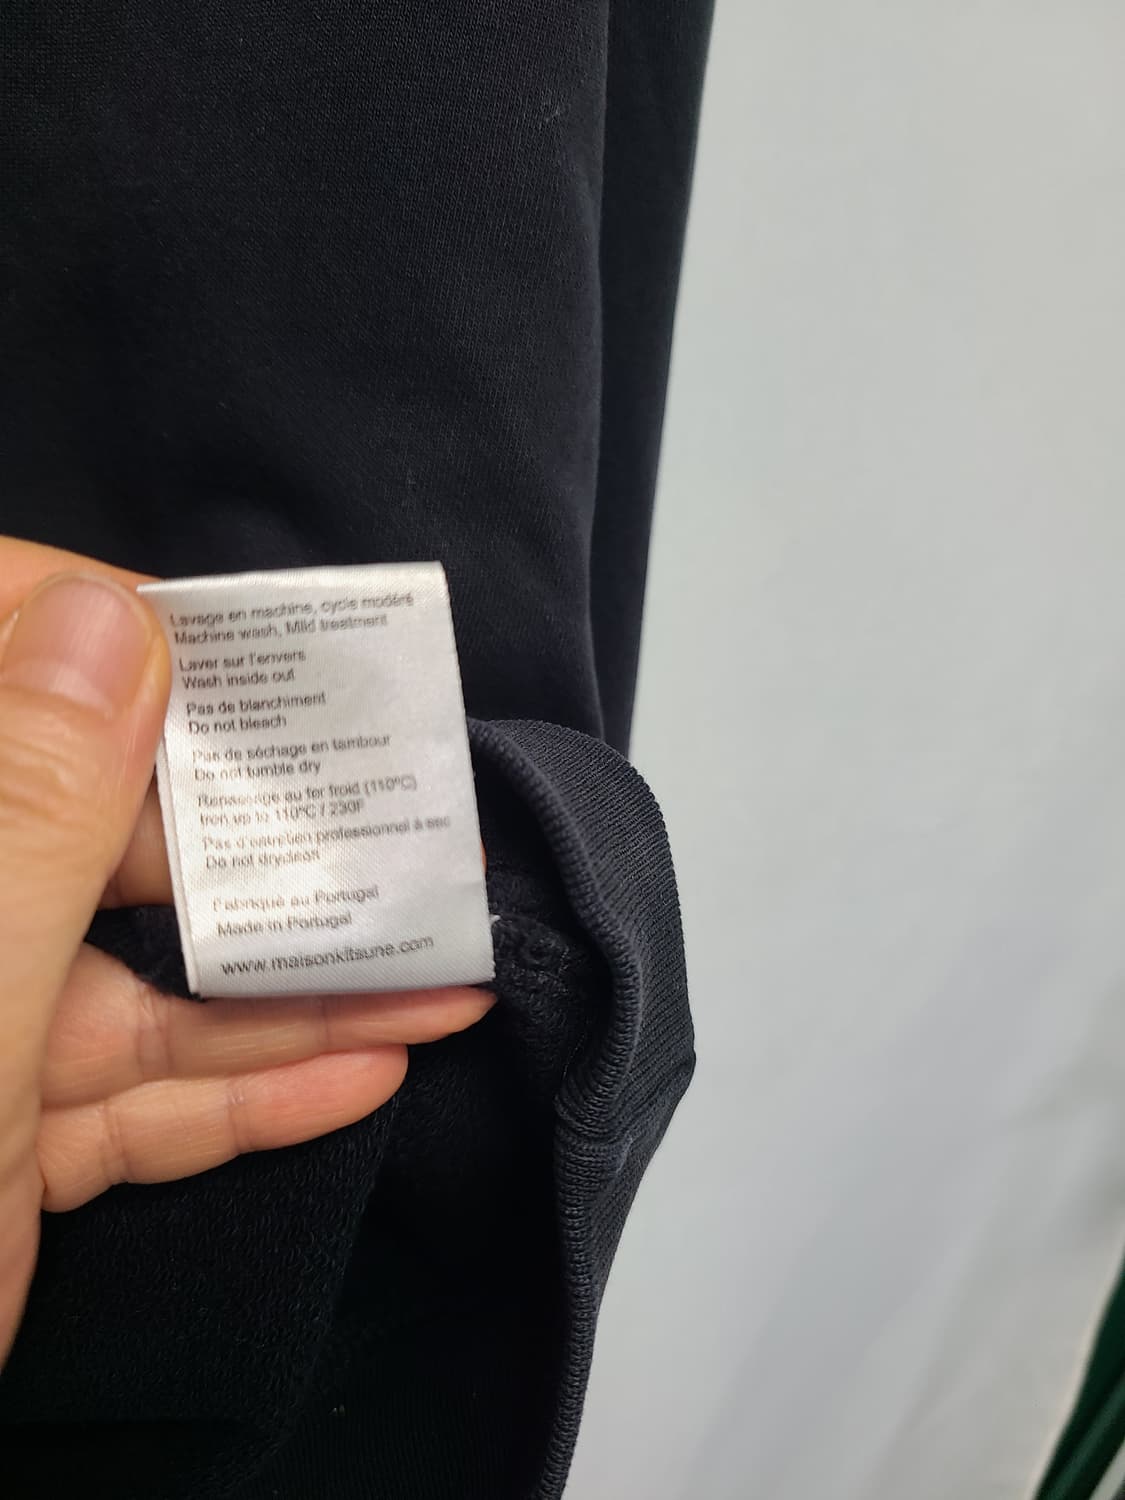 Lavage en machine, cycle modéré
Machine wash, Mild treatment
Laver sur l'envers
Wash inside out
Pas de blanchiment
Do not bleach
Pas de séchage en tambour
Do not tumble dry
Repassage au fer froid (110°C)
Iron up to 110°C / 230F
Pas d'entretien professionnel à sec
Do not dryclean
Fabriqué au Portugal
Made in Portugal
www.maisonkitsune.com